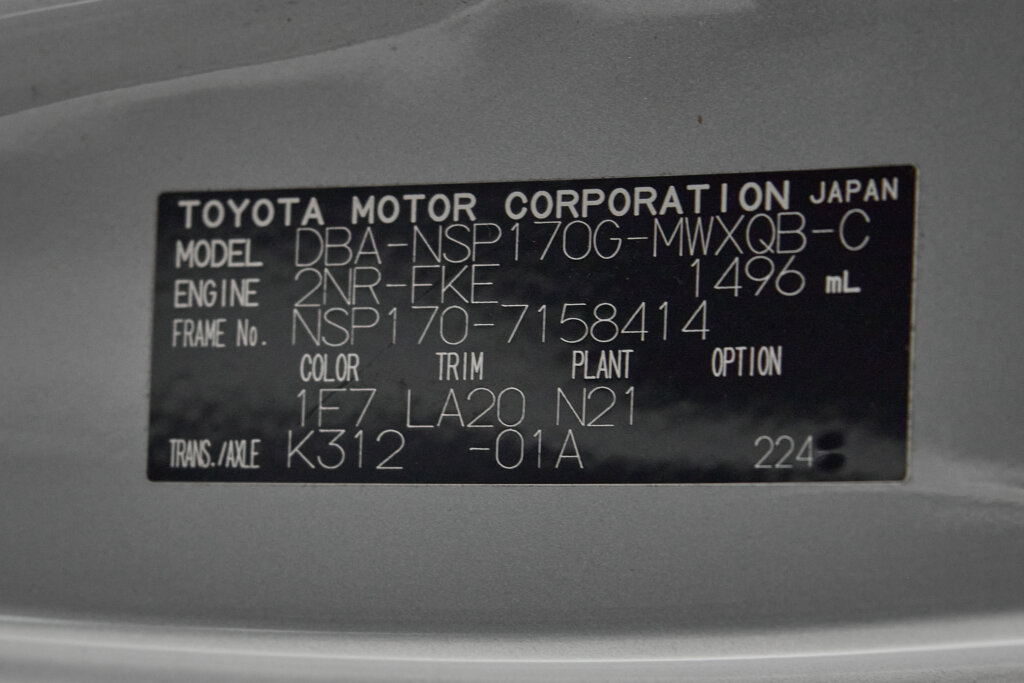 TOYOTA MOTOR CORPORATION JAPAN
MODEL DBA-NSP170G-MWXQB-C
ENGINE 2NR-FKE 1496 mL
FRAME No. NSP170-7158414
COLOR TRIM PLANT OPTION
1F7 LA20 N21
TRANS./AXLE K312 -01A 224